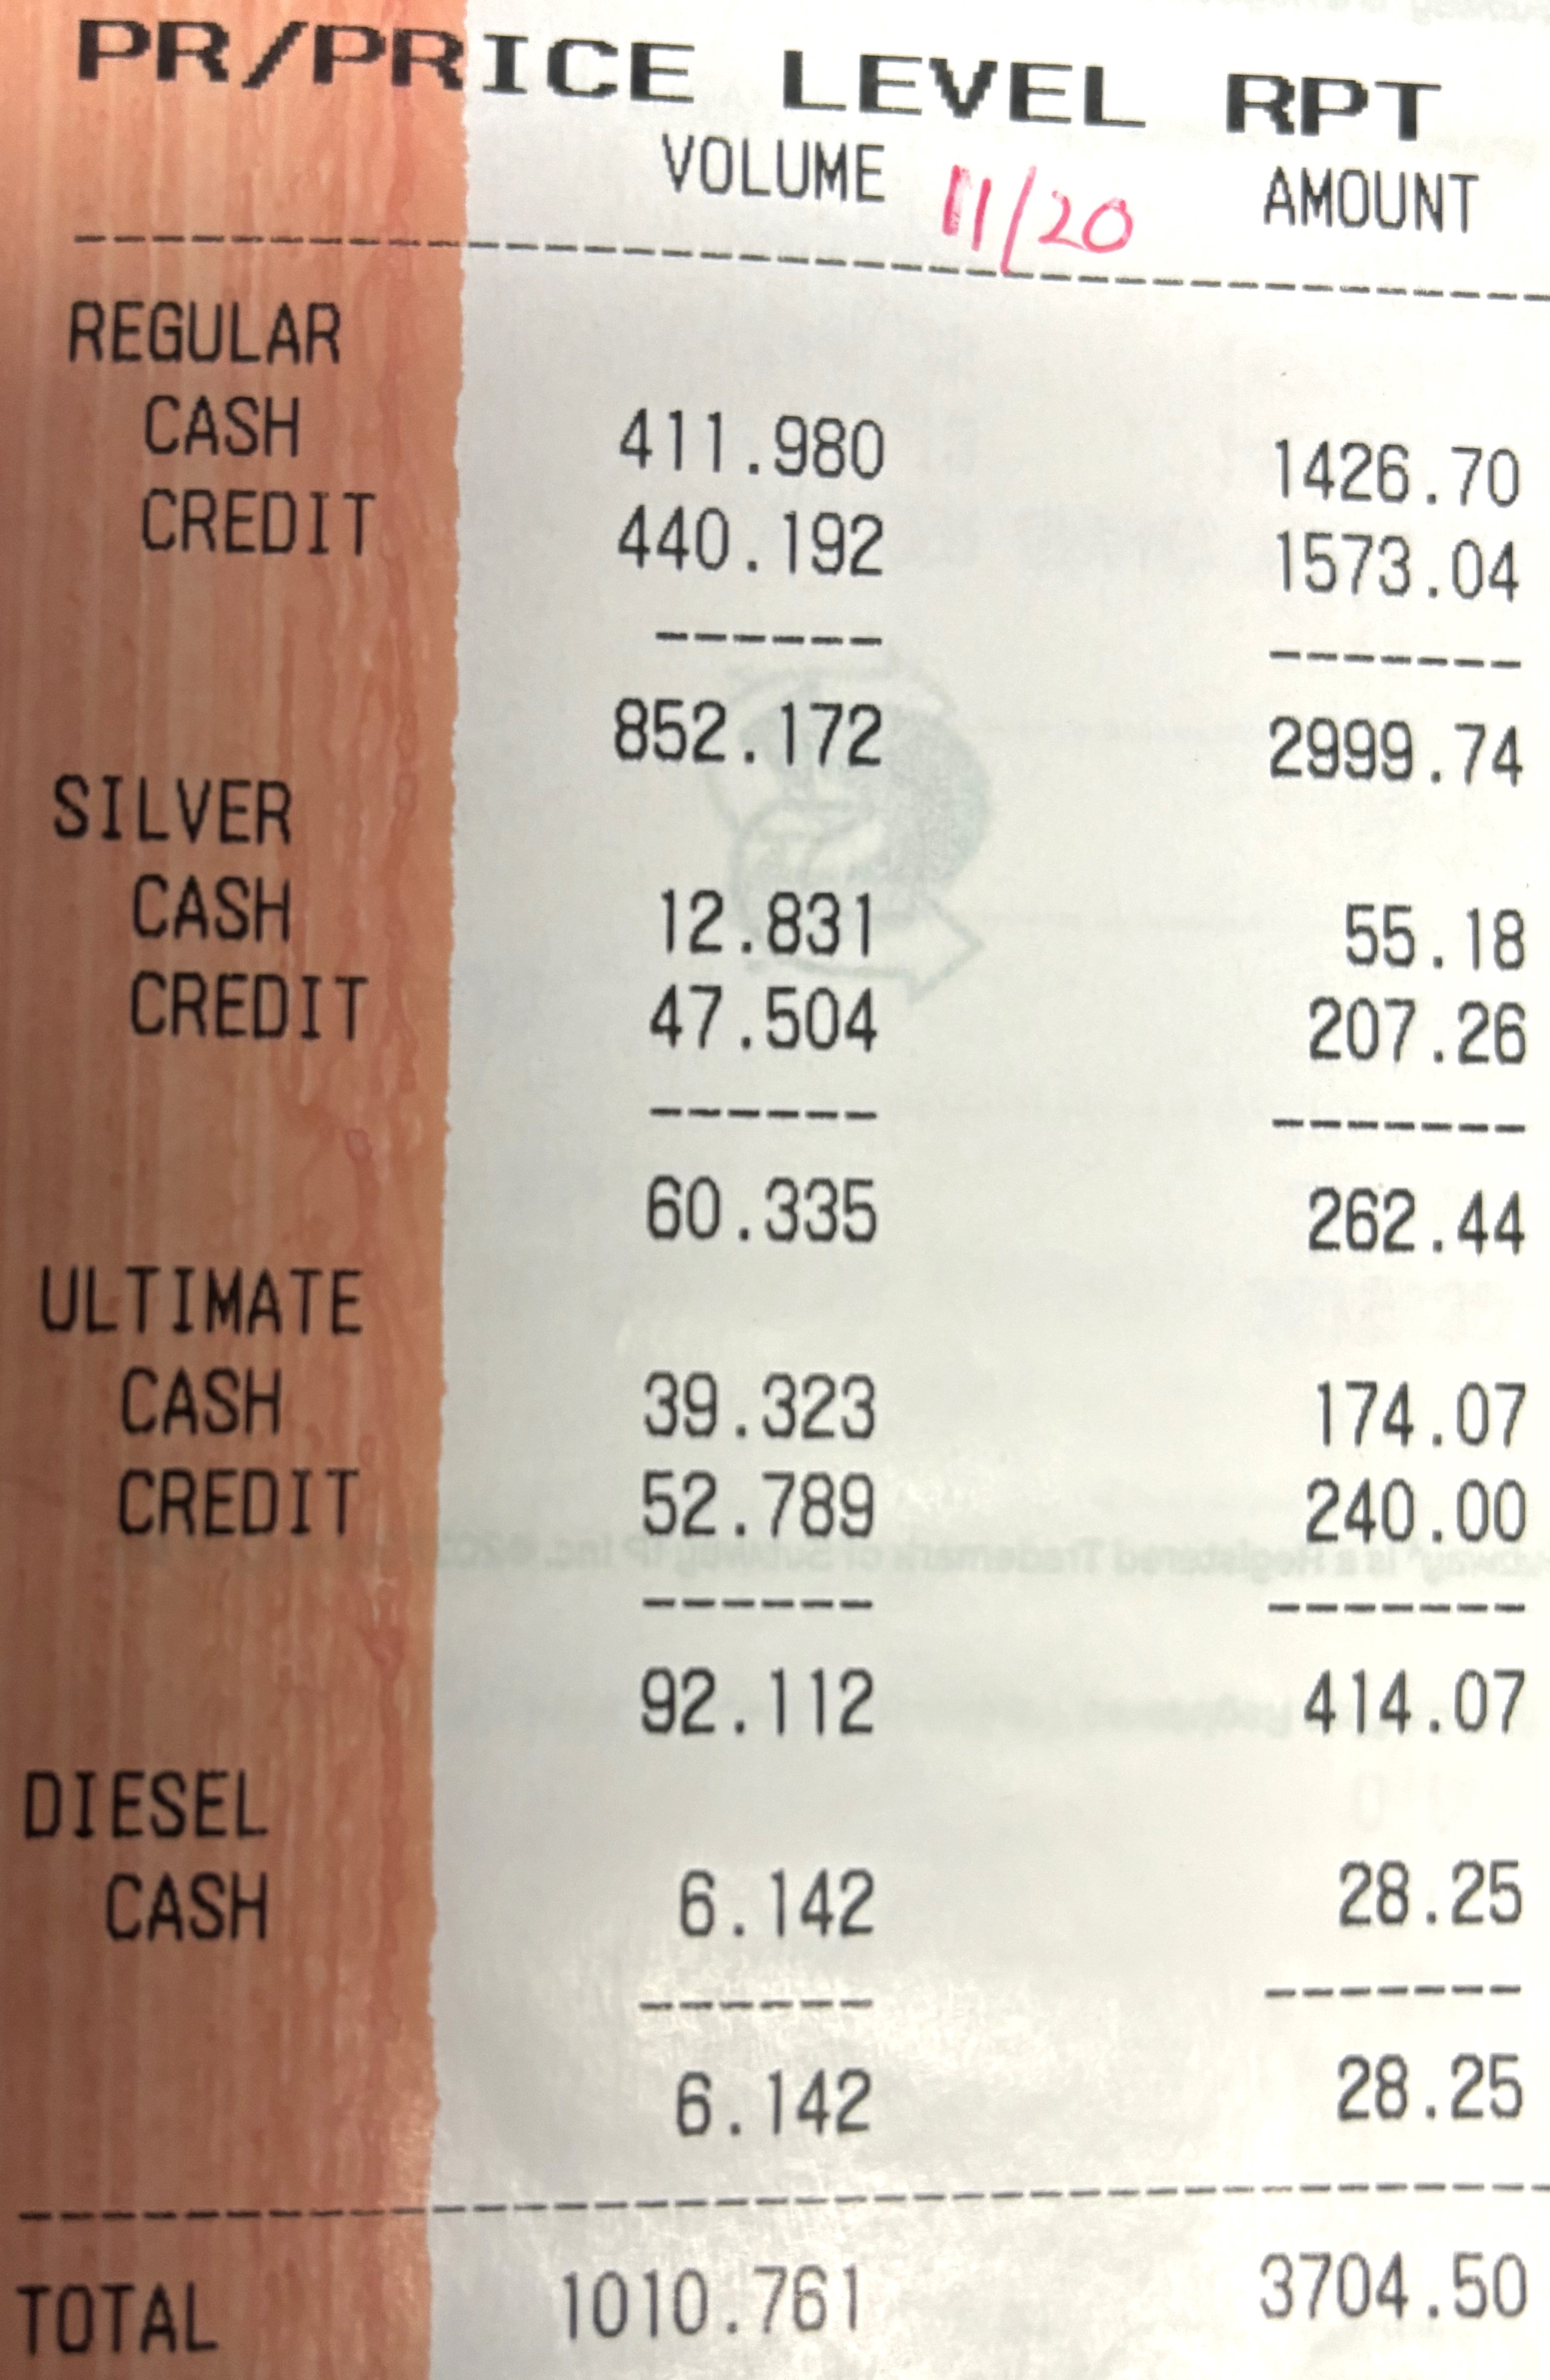 PR/PRICE LEVEL RPT
VOLUME 11/20 AMOUNT
REGULAR
CASH 411.980 1426.70
CREDIT 440.192 1573.04
852.172 2999.74
SILVER
CASH 12.831 55.18
CREDIT 47.504 207.26
60.335 262.44
ULTIMATE
CASH 39.323 174.07
CREDIT 52.789 240.00
92.112 414.07
DIESEL
CASH 6.142 28.25
6.142 28.25
TOTAL 1010.761 3704.50